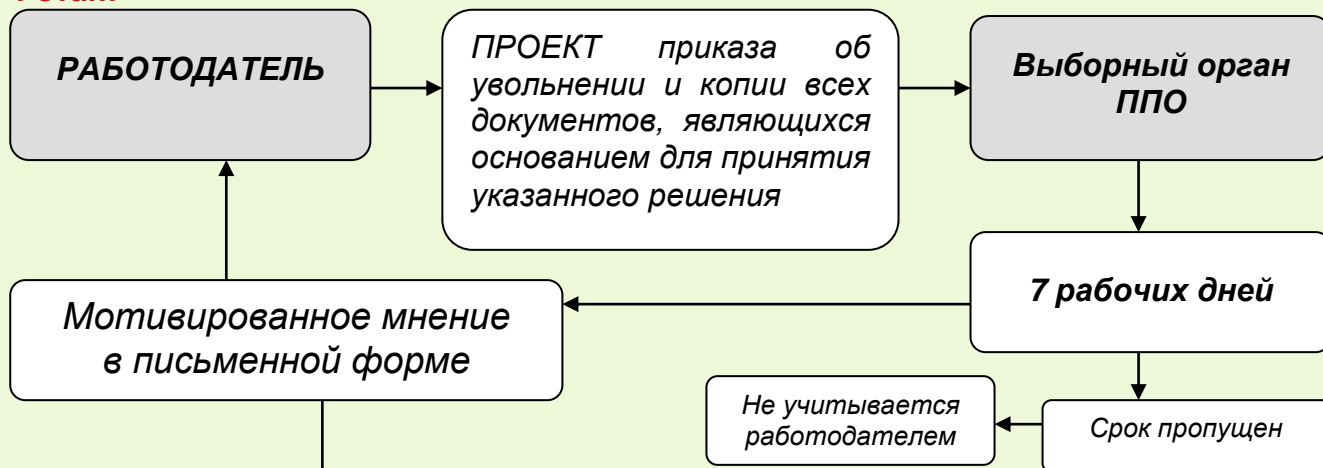 РАБОТОДАТЕЛЬ
ПРОЕКТ приказа об
увольнении и копии всех
документов, являющихся
основанием для принятия
указанного решения
Выборный орган
ППО
7 рабочих дней
Мотивированное мнение
в письменной форме
Не учитывается
работодателем
Срок пропущен